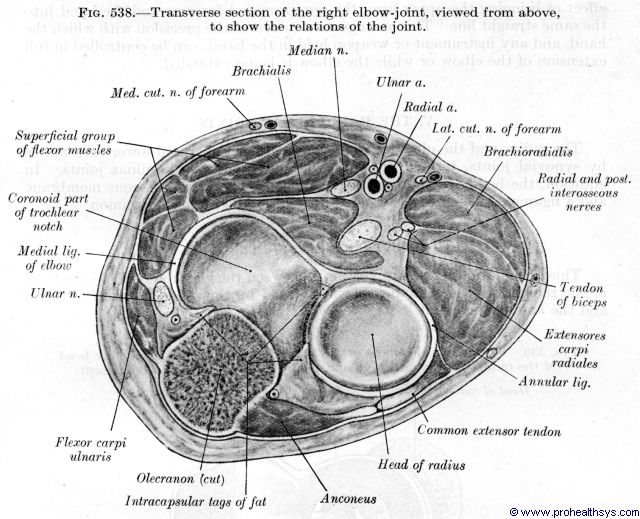 FIG. 538.—Transverse section of the right elbow-joint, viewed from above,
to show the relations of the joint.
Median n.
Brachialis
Ulnar a.
Med. cut. n. of forearm
Radial a.
Lat. cut. n. of forearm
Superficial group
of flexor muscles
Brachioradialis
Coronoid part
of trochlear
notch
Radial and post.
interosseous
nerves
Medial lig.
of elbow
Ulnar n.
Tendon
of biceps
Extensores
carpi
radiales
Annular lig.
Flexor carpi
ulnaris
Common extensor tendon
Olecranon (cut)
Head of radius
Intracapsular tags of fat
Anconeus
© www.prohealthsys.com